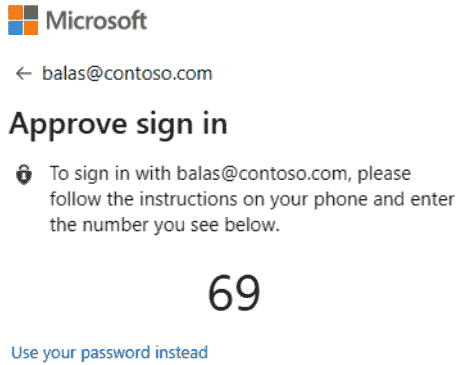 Microsoft
← balas@contoso.com
Approve sign in
To sign in with balas@contoso.com, please
follow the instructions on your phone and enter
the number you see below.
69
Use your password instead